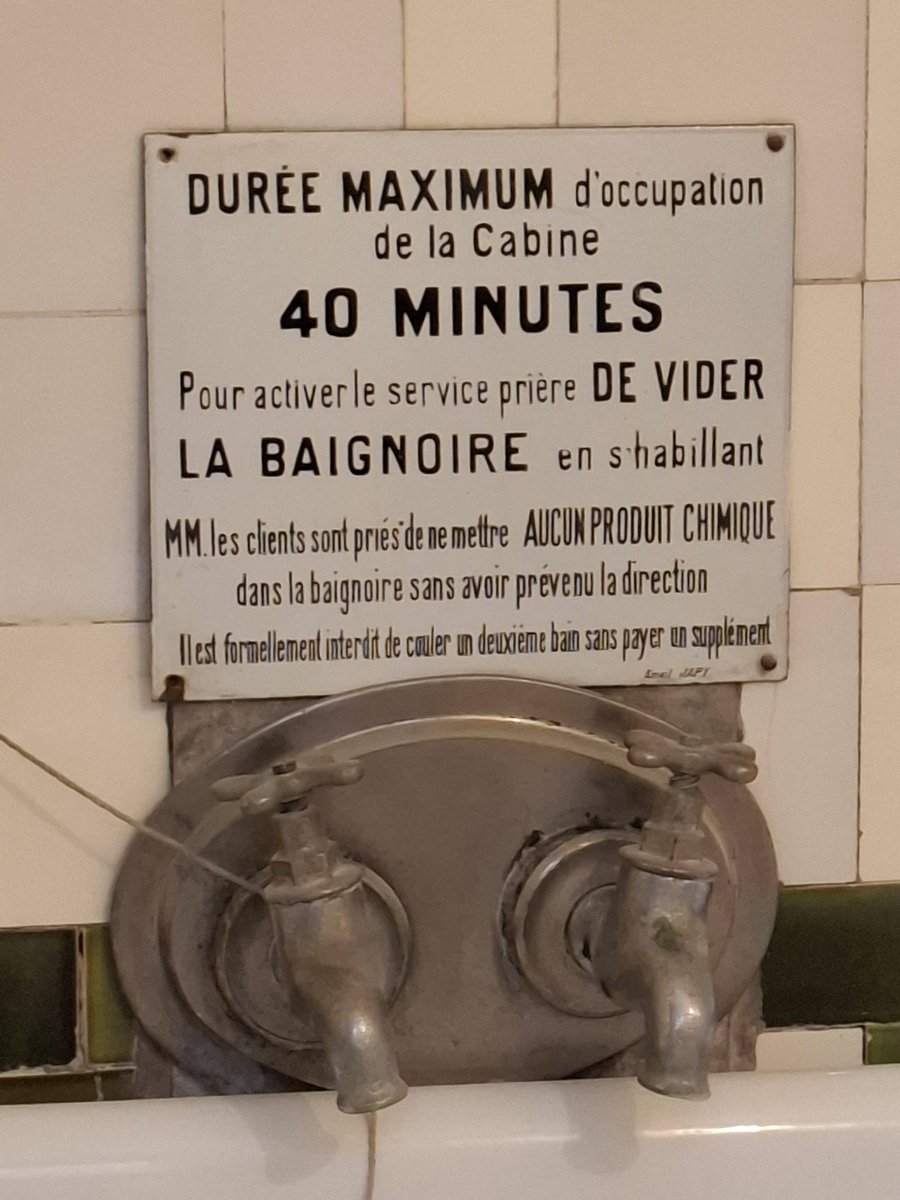 DURÉE MAXIMUM d'occupation
de la Cabine
40 MINUTES
Pour activer le service prière DE VIDER
LA BAIGNOIRE en s'habillant
MM. les clients sont priés de ne mettre AUCUN PRODUIT CHIMIQUE
dans la baignoire sans avoir prévenu la direction
Il est formellement interdit de couler un deuxième bain sans payer un supplément
Email JAPY